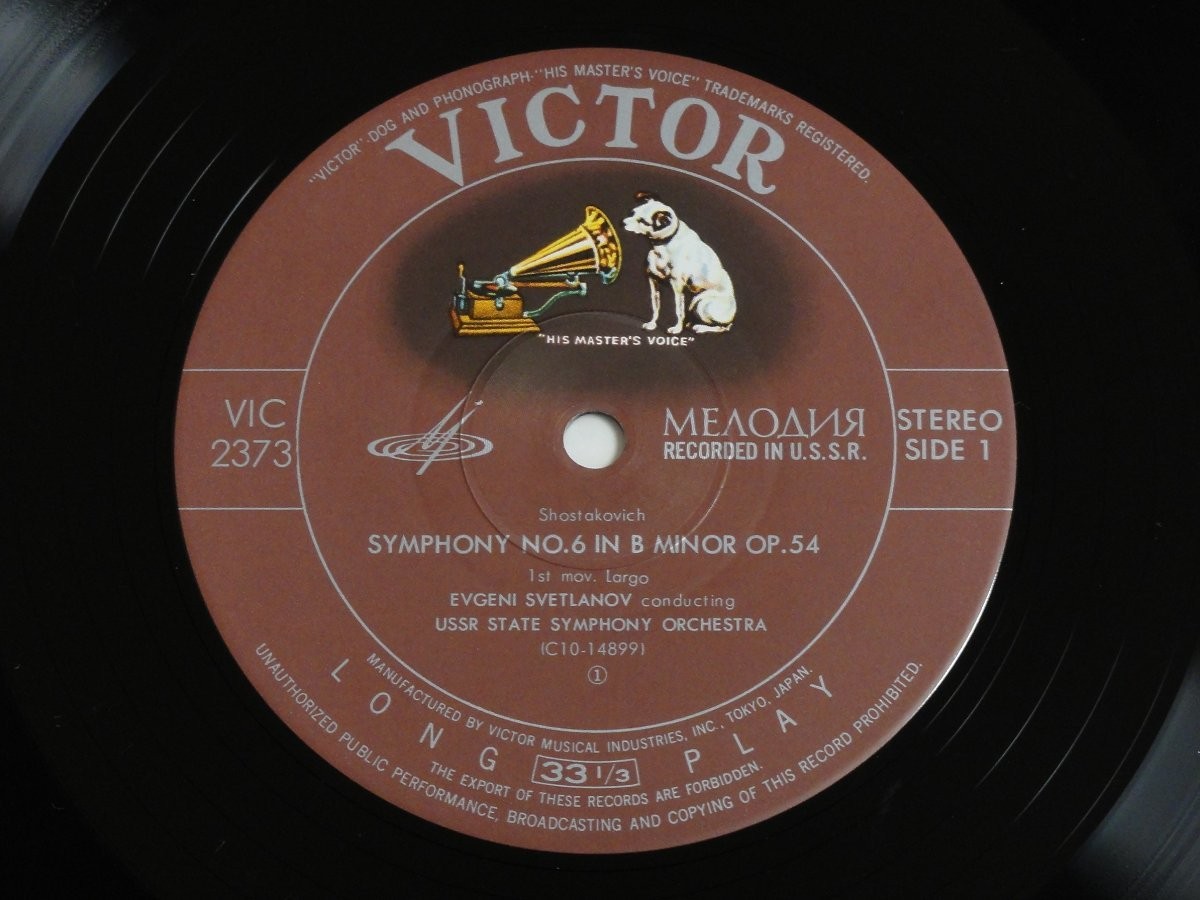 "VICTOR"-DOG AND PHONOGRAPH-"HIS MASTER'S VOICE" TRADEMARKS REGISTERED.
VICTOR
"HIS MASTER'S VOICE"
VIC
2373
МЕЛОДИЯ
RECORDED IN U.S.S.R.
STEREO
SIDE 1
Shostakovich
SYMPHONY NO.6 IN B MINOR OP.54
1st mov. Largo
EVGENI SVETLANOV conducting
USSR STATE SYMPHONY ORCHESTRA
(C10-14899)
①
MANUFACTURED BY VICTOR MUSICAL INDUSTRIES, INC., TOKYO, JAPAN.
LONG 33 1/3 PLAY
THE EXPORT OF THESE RECORDS ARE FORBIDDEN.
UNAUTHORIZED PUBLIC PERFORMANCE, BROADCASTING AND COPYING OF THIS RECORD PROHIBITED.